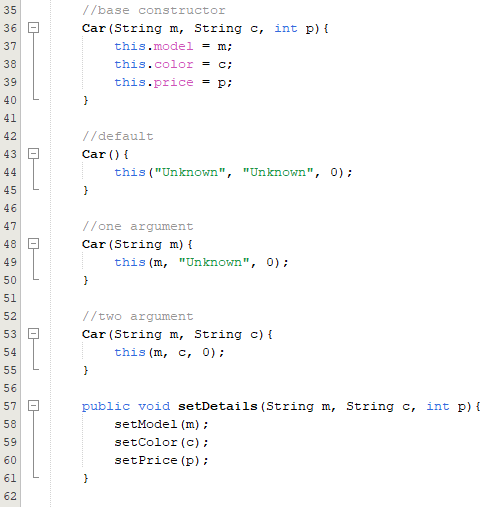 35 //base constructor
36 Car(String m, String c, int p){
37 this.model = m;
38 this.color = c;
39 this.price = p;
40 }
41
42 //default
43 Car(){
44 this("Unknown", "Unknown", 0);
45 }
46
47 //one argument
48 Car(String m){
49 this(m, "Unknown", 0);
50 }
51
52 //two argument
53 Car(String m, String c){
54 this(m, c, 0);
55 }
56
57 public void setDetails(String m, String c, int p){
58 setModel(m);
59 setColor(c);
60 setPrice(p);
61 }
62